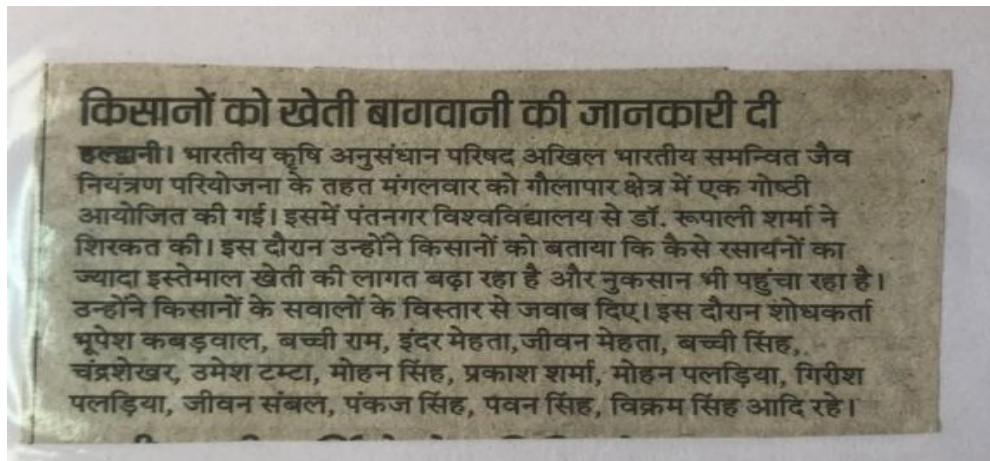 किसानों को खेती बागवानी की जानकारी दी
हल्द्वानी। भारतीय कृषि अनुसंधान परिषद अखिल भारतीय समन्वित जैव
नियंत्रण परियोजना के तहत मंगलवार को गौलापार क्षेत्र में एक गोष्ठी
आयोजित की गई। इसमें पंतनगर विश्वविद्यालय से डॉ. रूपाली शर्मा ने
शिरकत की। इस दौरान उन्होंने किसानों को बताया कि कैसे रसायनों का
ज्यादा इस्तेमाल खेती की लागत बढ़ा रहा है और नुकसान भी पहुंचा रहा है।
उन्होंने किसानों के सवालों के विस्तार से जवाब दिए। इस दौरान शोधकर्ता
भूपेश कबड़वाल, बच्ची राम, इंदर मेहता, जीवन मेहता, बच्ची सिंह,
चंद्रशेखर, उमेश टम्टा, मोहन सिंह, प्रकाश शर्मा, मोहन पलड़िया, गिरीश
पलड़िया, जीवन संबल, पंकज सिंह, पवन सिंह, विक्रम सिंह आदि रहे।